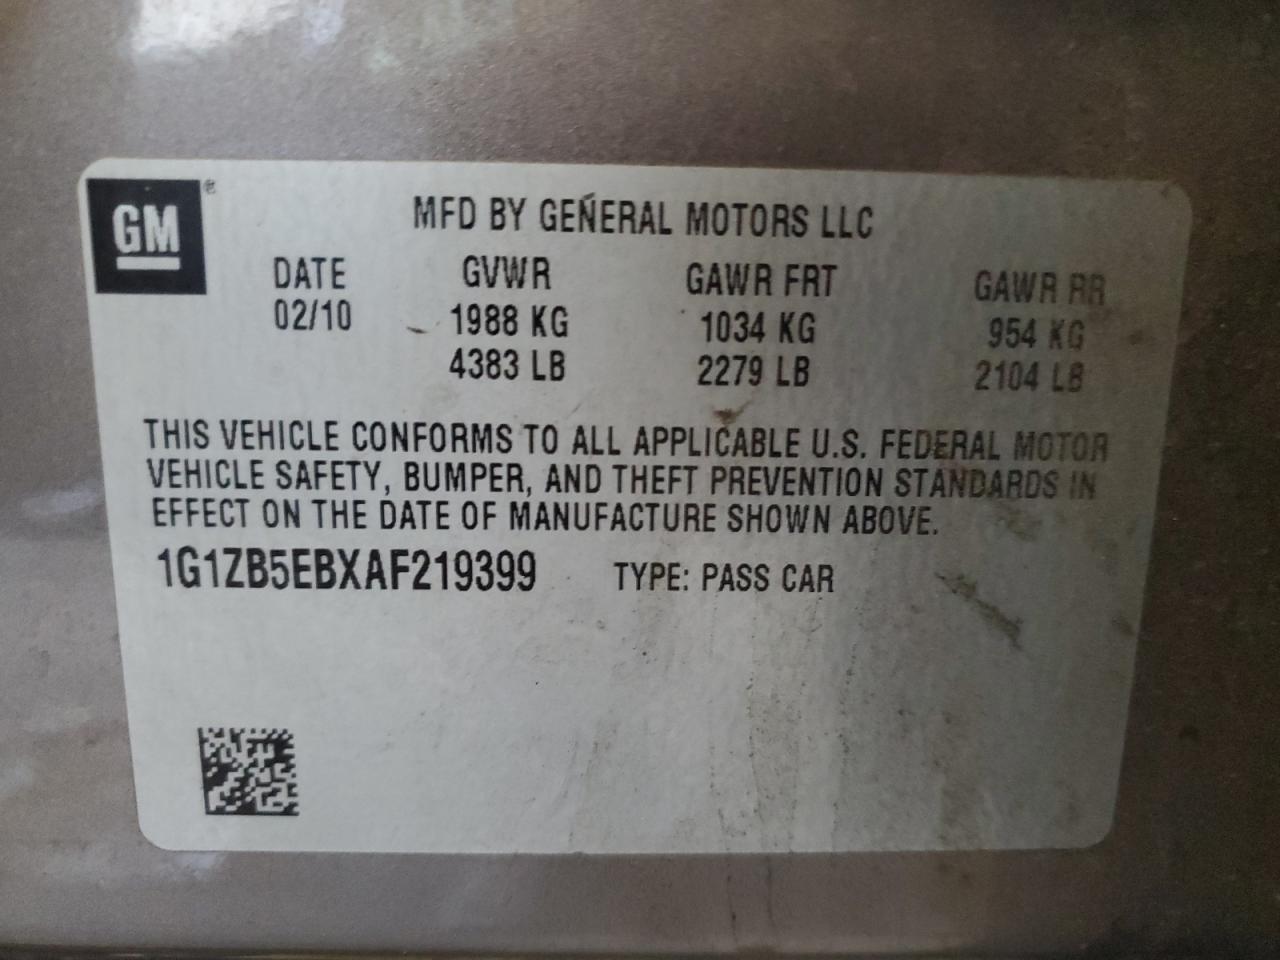 GM ®
MFD BY GENERAL MOTORS LLC
DATE GVWR GAWR FRT GAWR RR
02/10 1988 KG 1034 KG 954 KG
4383 LB 2279 LB 2104 LB
THIS VEHICLE CONFORMS TO ALL APPLICABLE U.S. FEDERAL MOTOR
VEHICLE SAFETY, BUMPER, AND THEFT PREVENTION STANDARDS IN
EFFECT ON THE DATE OF MANUFACTURE SHOWN ABOVE.
1G1ZB5EBXAF219399 TYPE: PASS CAR